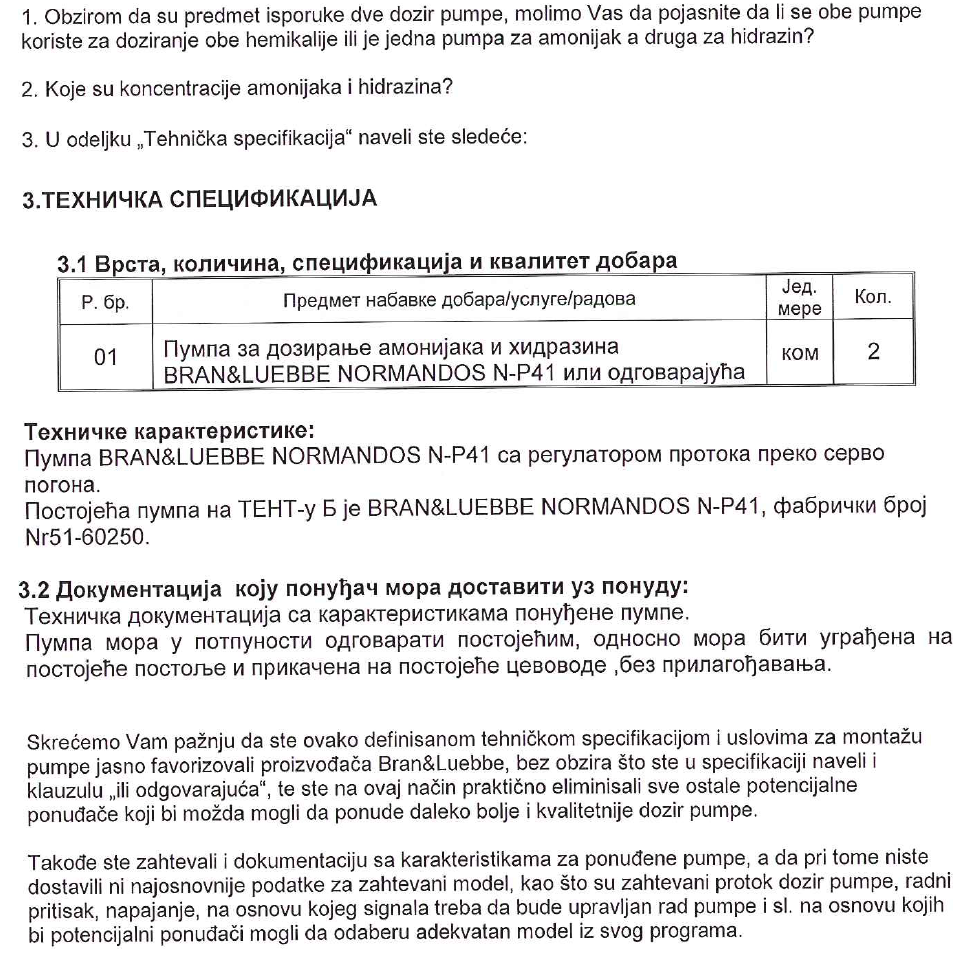 1. Obzirom da su predmet isporuke dve dozir pumpe, molimo Vas da pojasnite da li se obe pumpe
koriste za doziranje obe hemikalije ili je jedna pumpa za amonijak a druga za hidrazin?
2. Koje su koncentracije amonijaka i hidrazina?
3. U odeljku „Tehnička specifikacija“ naveli ste sledeće:
3.ТЕХНИЧКА СПЕЦИФИКАЦИЈА
3.1 Врста, количина, спецификација и квалитет добара
Р. бр. Предмет набавке добара/услуге/радова Јед. мере Кол.
01 Пумпа за дозирање амонијака и хидразина BRAN&LUEBBE NORMANDOS N-P41 или одговарајућа ком 2
Техничке карактеристике:
Пумпа BRAN&LUEBBE NORMANDOS N-P41 са регулатором протока преко серво
погона.
Постојећа пумпа на ТЕНТ-у Б је BRAN&LUEBBE NORMANDOS N-P41, фабрички број
Nr51-60250.
3.2 Документација коју понуђач мора доставити уз понуду:
Техничка документација са карактеристикама понуђене пумпе.
Пумпа мора у потпуности одговарати постојећим, односно мора бити уграђена на
постојеће постоље и прикачена на постојеће цевоводе ,без прилагођавања.
Skrećemo Vam pažnju da ste ovako definisanom tehničkom specifikacijom i uslovima za montažu
pumpe jasno favorizovali proizvođača Bran&Luebbe, bez obzira što ste u specifikaciji naveli i
klauzulu „ili odgovarajuća“, te ste na ovaj način praktično eliminisali sve ostale potencijalne
ponuđače koji bi možda mogli da ponude daleko bolje i kvalitetnije dozir pumpe.
Takođe ste zahtevali i dokumentaciju sa karakteristikama za ponuđene pumpe, a da pri tome niste
dostavili ni najosnovnije podatke za zahtevani model, kao što su zahtevani protok dozir pumpe, radni
pritisak, napajanje, na osnovu kojeg signala treba da bude upravljan rad pumpe i sl. na osnovu kojih
bi potencijalni ponuđači mogli da odaberu adekvatan model iz svog programa.